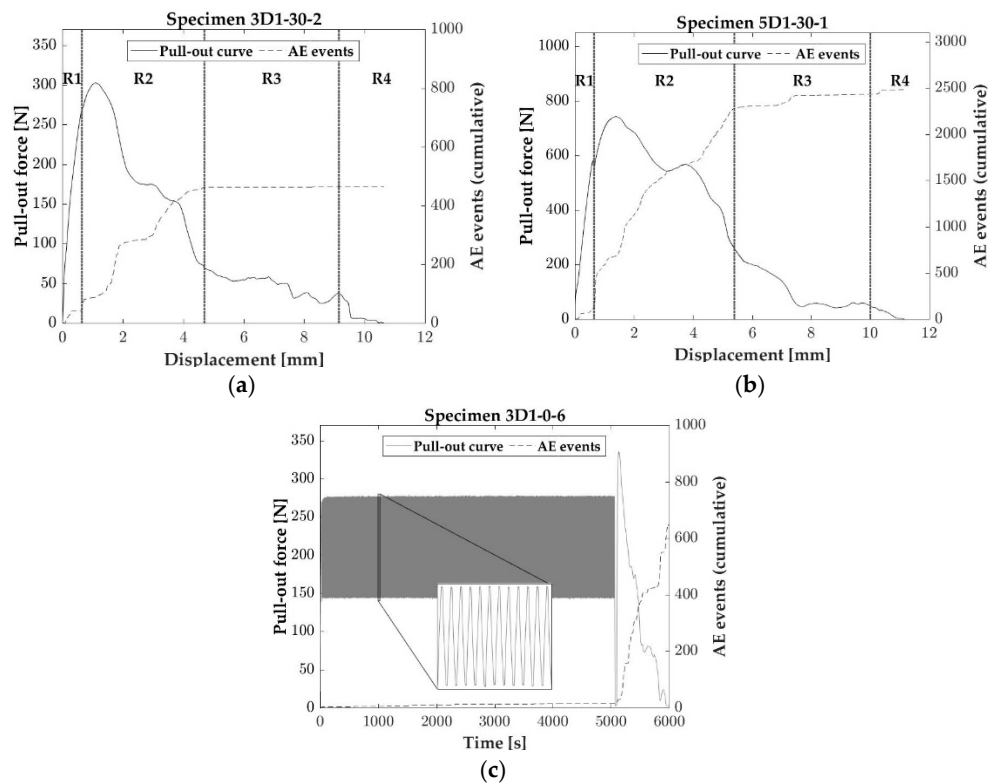 Specimen 3D1-30-2
Pull-out curve AE events
R1 R2 R3 R4
350
300
250
200
150
100
50
0
Pull-out force [N]
1000
800
600
400
200
0
AE events (cumulative)
0 2 4 6 8 10 12
Displacement [mm]
(a)
Specimen 5D1-30-1
Pull-out curve AE events
R1 R2 R3 R4
1000
800
600
400
200
0
Pull-out force [N]
3000
2500
2000
1500
1000
500
0
AE events (cumulative)
0 2 4 6 8 10 12
Displacement [mm]
(b)
Specimen 3D1-0-6
Pull-out curve AE events
350
300
250
200
150
100
50
0
Pull-out force [N]
1000
800
600
400
200
0
AE events (cumulative)
0 1000 2000 3000 4000 5000 6000
Time [s]
(c)